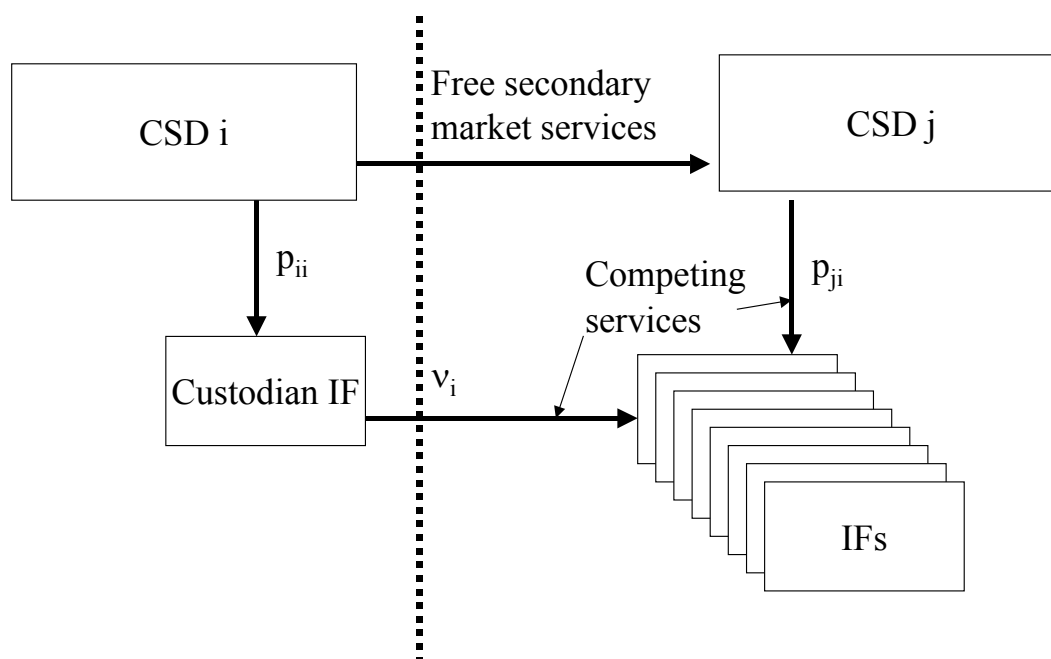 CSD i
Free secondary
market services
CSD j
p_ii
Competing
services
p_ji
Custodian IF
ν_i
IFs